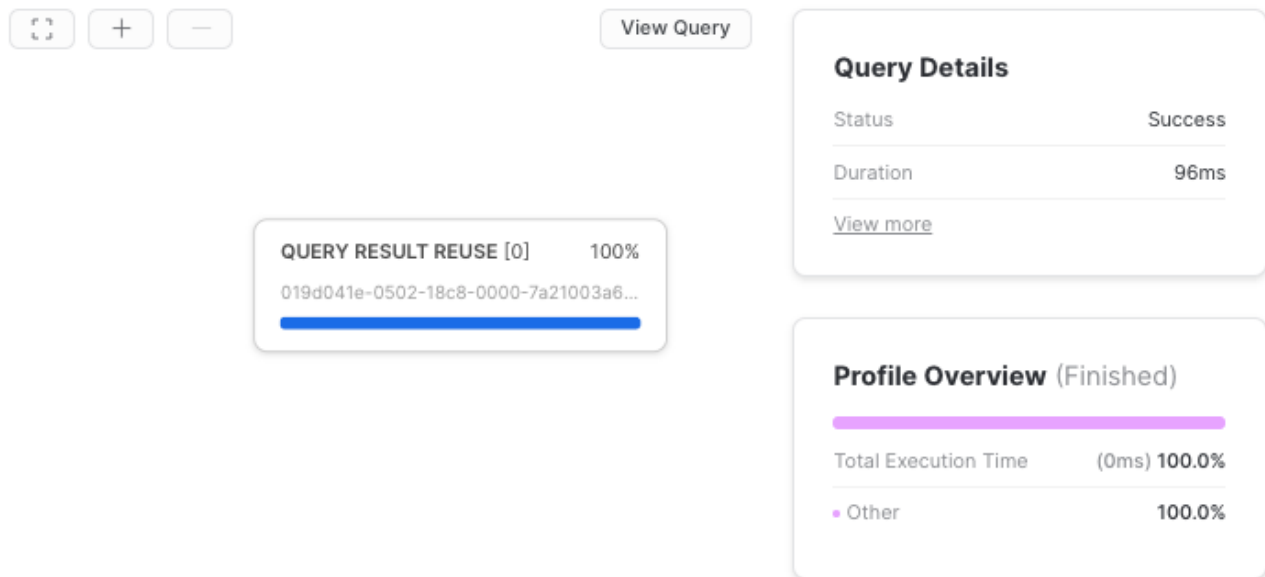 View Query
QUERY RESULT REUSE [0] 100%
019d041e-0502-18c8-0000-7a21003a6...
Query Details
Status Success
Duration 96ms
View more
Profile Overview (Finished)
Total Execution Time (0ms) 100.0%
Other 100.0%